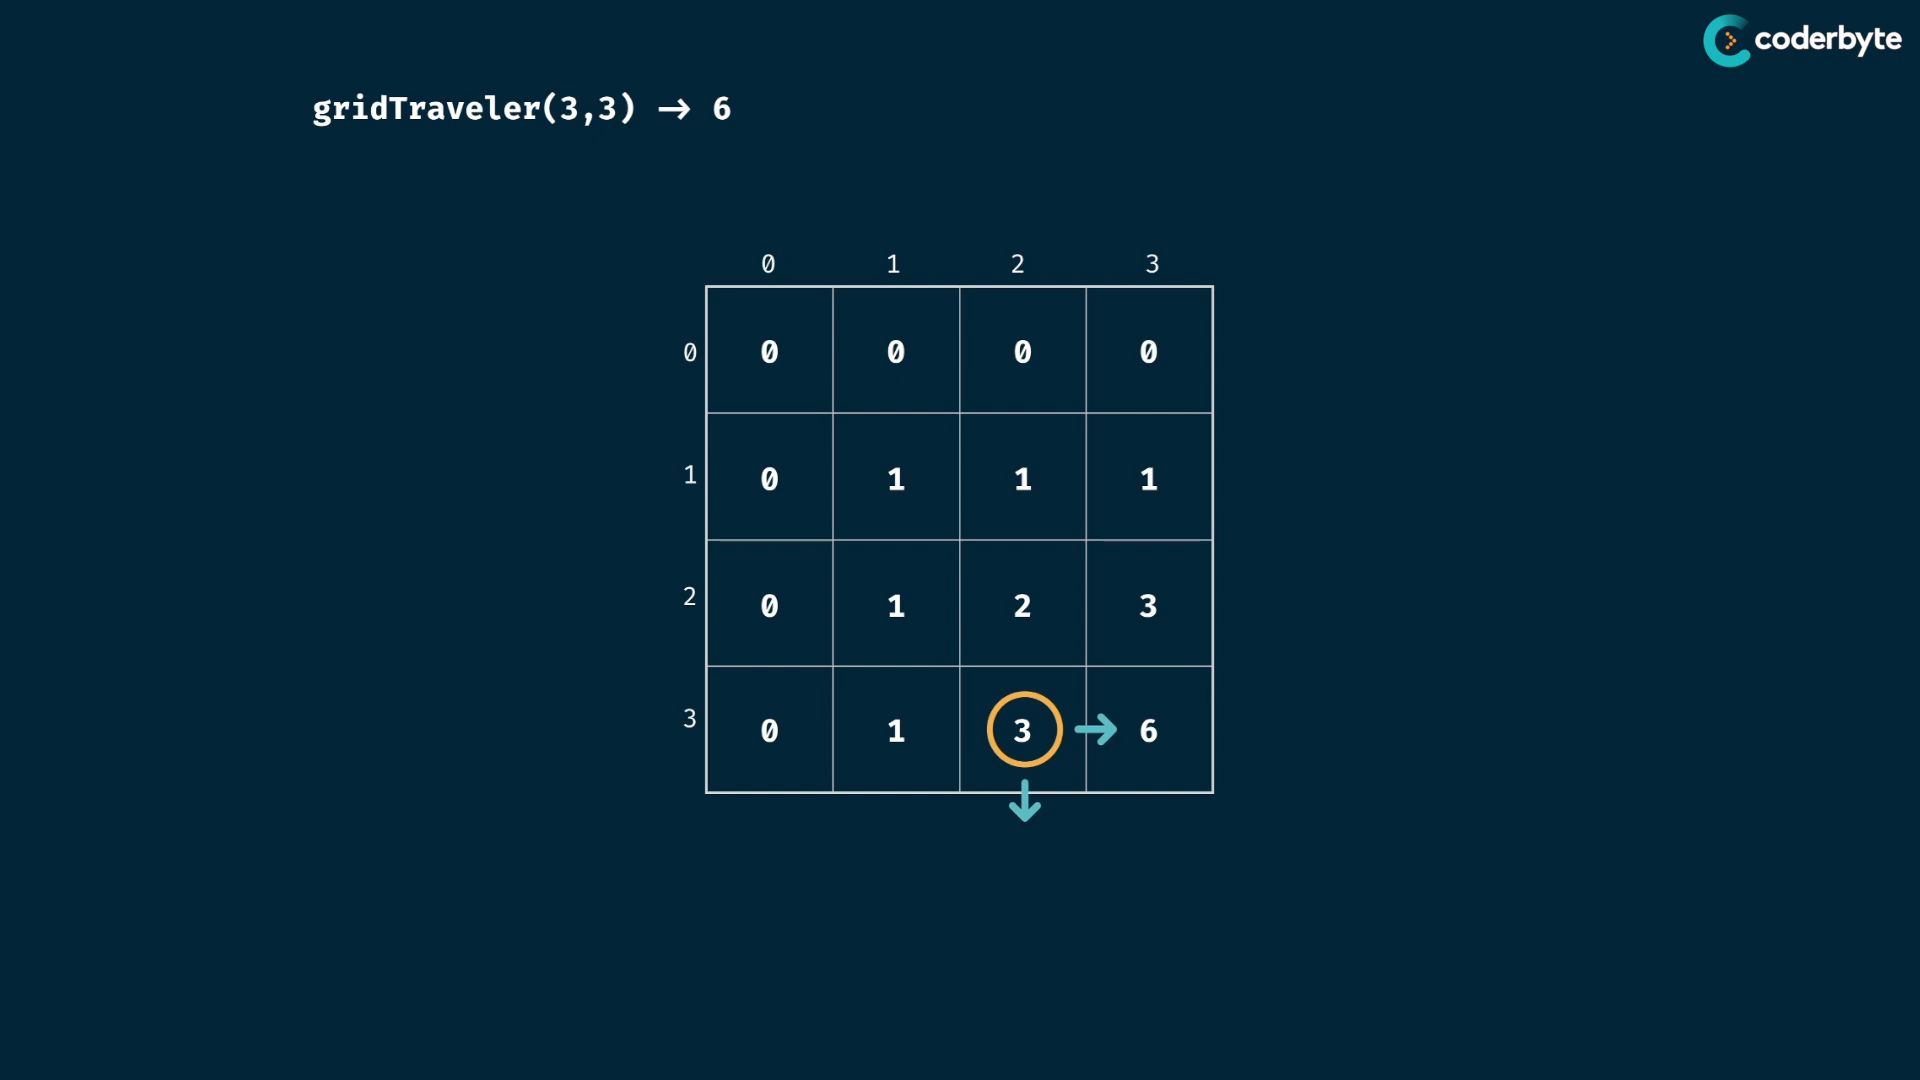 coderbyte
gridTraveler(3,3) → 6
0 1 2 3
0 0 0 0 0
1 0 1 1 1
2 0 1 2 3
3 0 1 3 6